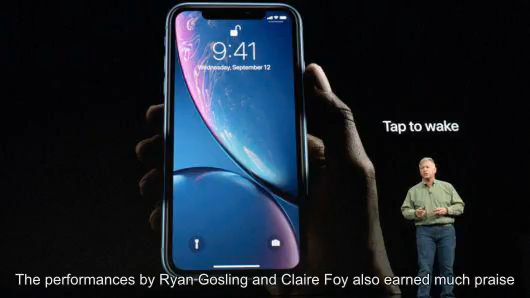 9:41
Wednesday, September 12
Tap to wake
The performances by Ryan Gosling and Claire Foy also earned much praise